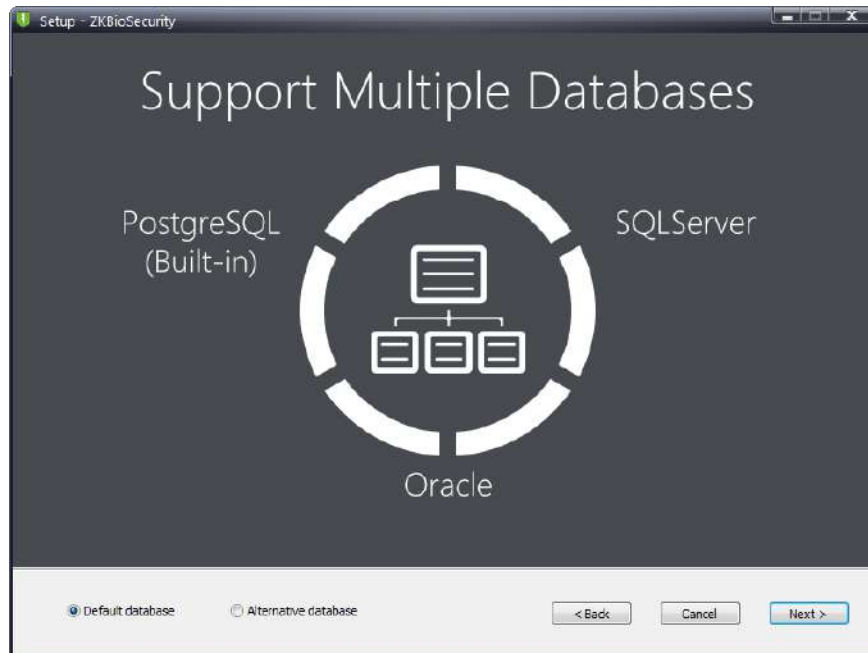 Setup - ZKBioSecurity
Support Multiple Databases
PostgreSQL
(Built-in)
SQLServer
Oracle
Default database
Alternative database
< Back
Cancel
Next >